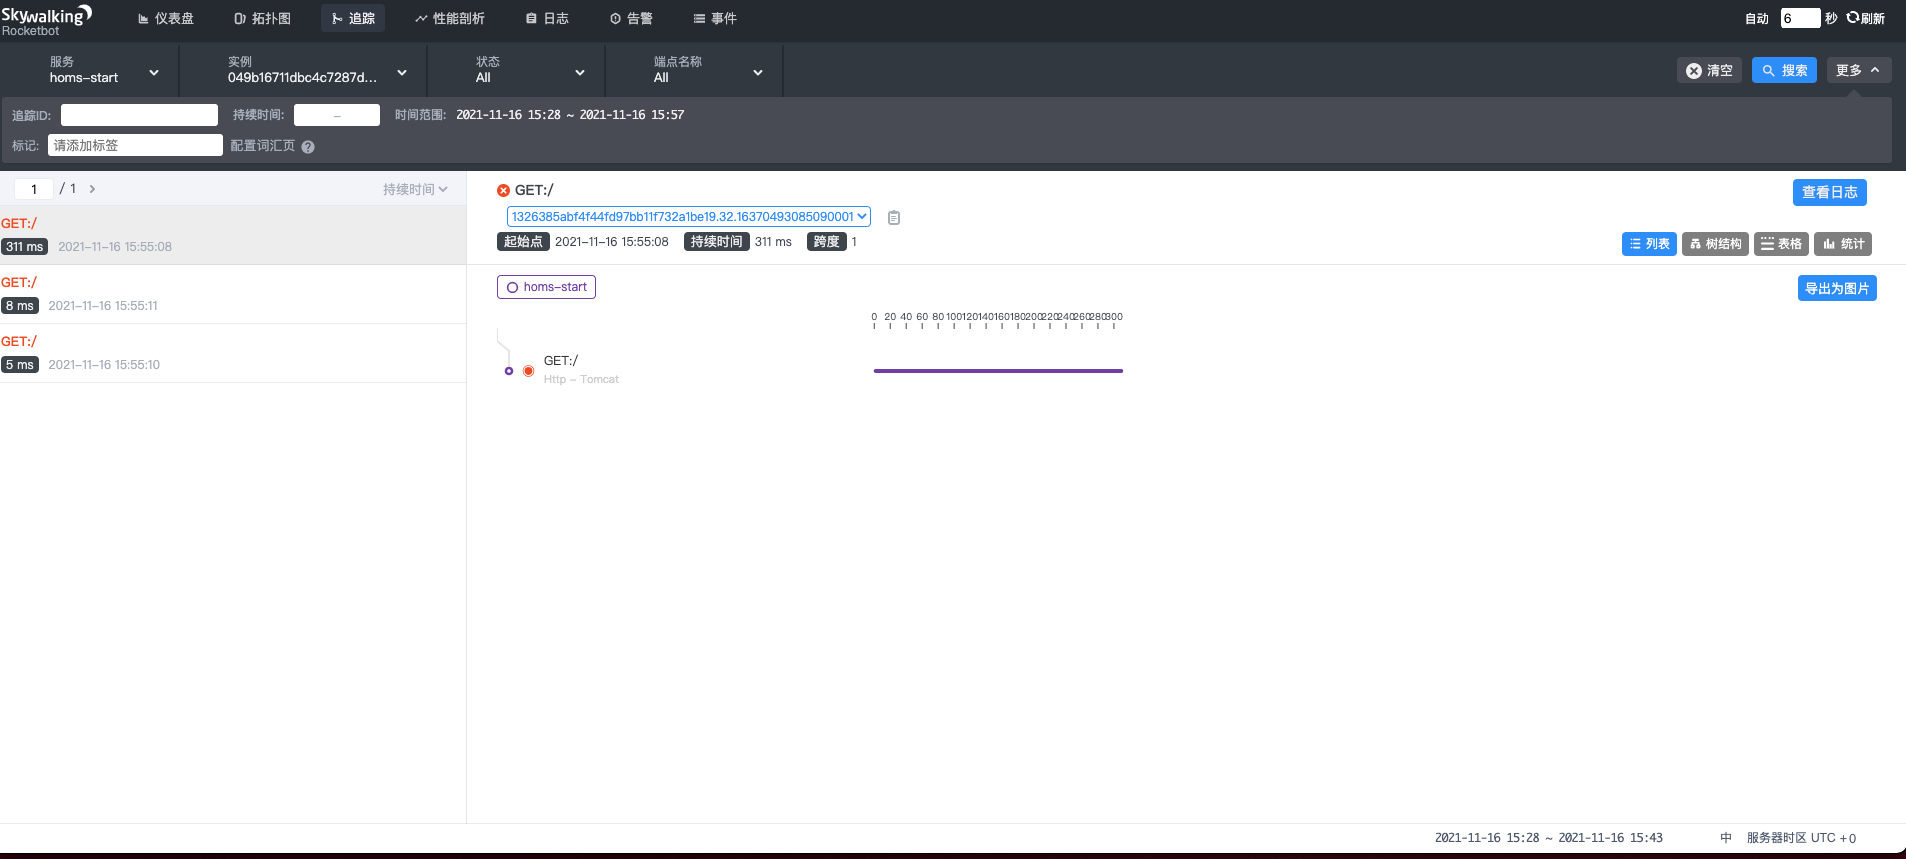 Skywalking
Rocketbot
仪表盘
拓扑图
追踪
性能剖析
日志
告警
事件
自动 6 秒 刷新
服务
homs-start
实例
049b16711dbc4c7287d...
状态
All
端点名称
All
清空
搜索
更多
追踪ID:
持续时间: –
时间范围: 2021-11-16 15:28 ~ 2021-11-16 15:57
标记: 请添加标签 配置词汇页 ?
1 / 1
持续时间
GET:/
311 ms 2021-11-16 15:55:08
GET:/
8 ms 2021-11-16 15:55:11
GET:/
5 ms 2021-11-16 15:55:10
GET:/
查看日志
1326385abf4f44fd97bb11f732a1be19.32.16370493085090001
起始点 2021-11-16 15:55:08 持续时间 311 ms 跨度 1
列表 树结构 表格 统计
homs-start
导出为图片
0 20 40 60 80 100 120 140 160 180 200 220 240 260 280 300
GET:/
Http - Tomcat
2021-11-16 15:28 ~ 2021-11-16 15:43
中 服务器时区 UTC +0